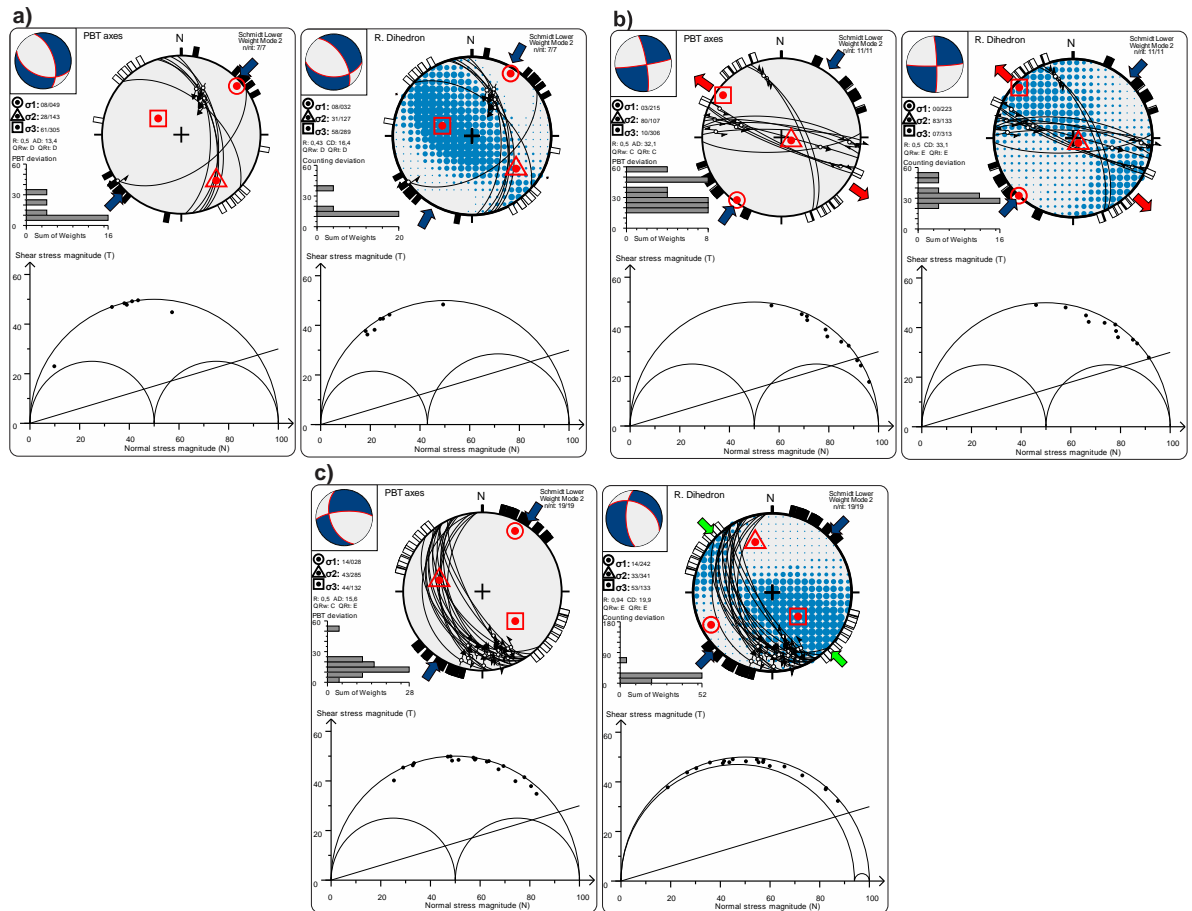 a)
PBT axes
N
Schmidt Lower
Weight Mode 2
n/nt: 7/7
σ1: 08/049
σ2: 28/143
σ3: 61/305
R: 0,5 AD: 13,4
QRw: D QRt: D
PBT deviation
60
30
0
0 Sum of Weights 16
Shear stress magnitude (T)
60
40
20
0
0 20 40 60 80 100
Normal stress magnitude (N)
R. Dihedron
N
Schmidt Lower
Weight Mode 2
n/nt: 7/7
σ1: 08/032
σ2: 31/127
σ3: 58/289
R: 0,43 CD: 16,4
QRw: D QRt: D
Counting deviation
60
30
0
0 Sum of Weights 20
Shear stress magnitude (T)
60
40
20
0
0 20 40 60 80 100
Normal stress magnitude (N)
b)
PBT axes
N
Schmidt Lower
Weight Mode 2
n/nt: 11/11
σ1: 03/215
σ2: 80/107
σ3: 10/306
R: 0.5 AD: 32,1
QRw: C QRt: C
PBT deviation
60
30
0
0 Sum of Weights 8
Shear stress magnitude (T)
60
40
20
0
0 20 40 60 80 100
Normal stress magnitude (N)
R. Dihedron
N
Schmidt Lower
Weight Mode 2
n/nt: 11/11
σ1: 00/223
σ2: 83/133
σ3: 07/313
R: 0.5 CD: 33,1
QRw: E QRt: E
Counting deviation
60
30
0
0 Sum of Weights 16
Shear stress magnitude (T)
60
40
20
0
0 20 40 60 80 100
Normal stress magnitude (N)
c)
PBT axes
N
Schmidt Lower
Weight Mode 2
n/nt: 19/19
σ1: 14/028
σ2: 43/285
σ3: 44/132
R: 0,5 AD: 15,6
QRw: C QRt: E
PBT deviation
60
30
0
0 Sum of Weights 28
Shear stress magnitude (T)
60
40
20
0
0 20 40 60 80 100
Normal stress magnitude (N)
R. Dihedron
N
Schmidt Lower
Weight Mode 2
n/nt: 19/19
σ1: 14/242
σ2: 33/341
σ3: 53/133
R: 0,94 CD: 19,9
QRw: E QRt: E
Counting deviation
180
90
0
0 Sum of Weights 52
Shear stress magnitude (T)
60
40
20
0
0 20 40 60 80 100
Normal stress magnitude (N)